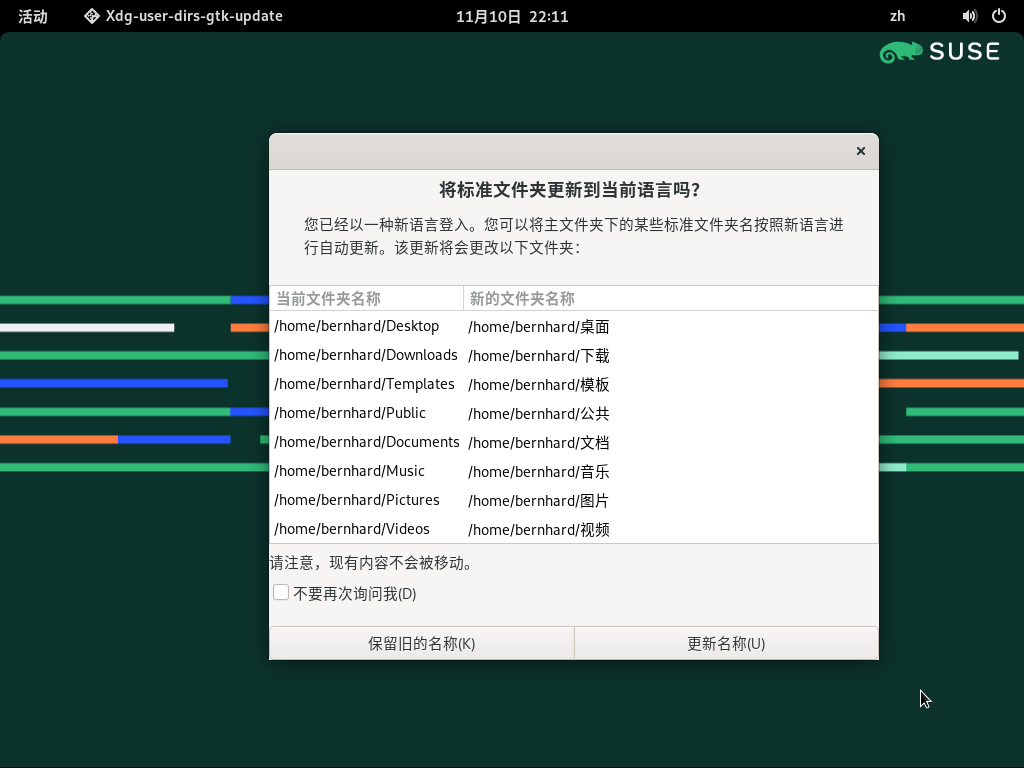 活动 Xdg-user-dirs-gtk-update 11月10日 22:11 zh
SUSE
将标准文件夹更新到当前语言吗?
您已经以一种新语言登入。您可以将主文件夹下的某些标准文件夹名按照新语言进
行自动更新。该更新将会更改以下文件夹：
当前文件夹名称 新的文件夹名称
/home/bernhard/Desktop /home/bernhard/桌面
/home/bernhard/Downloads /home/bernhard/下载
/home/bernhard/Templates /home/bernhard/模板
/home/bernhard/Public /home/bernhard/公共
/home/bernhard/Documents /home/bernhard/文档
/home/bernhard/Music /home/bernhard/音乐
/home/bernhard/Pictures /home/bernhard/图片
/home/bernhard/Videos /home/bernhard/视频
请注意，现有内容不会被移动。
不要再次询问我(D)
保留旧的名称(K) 更新名称(U)